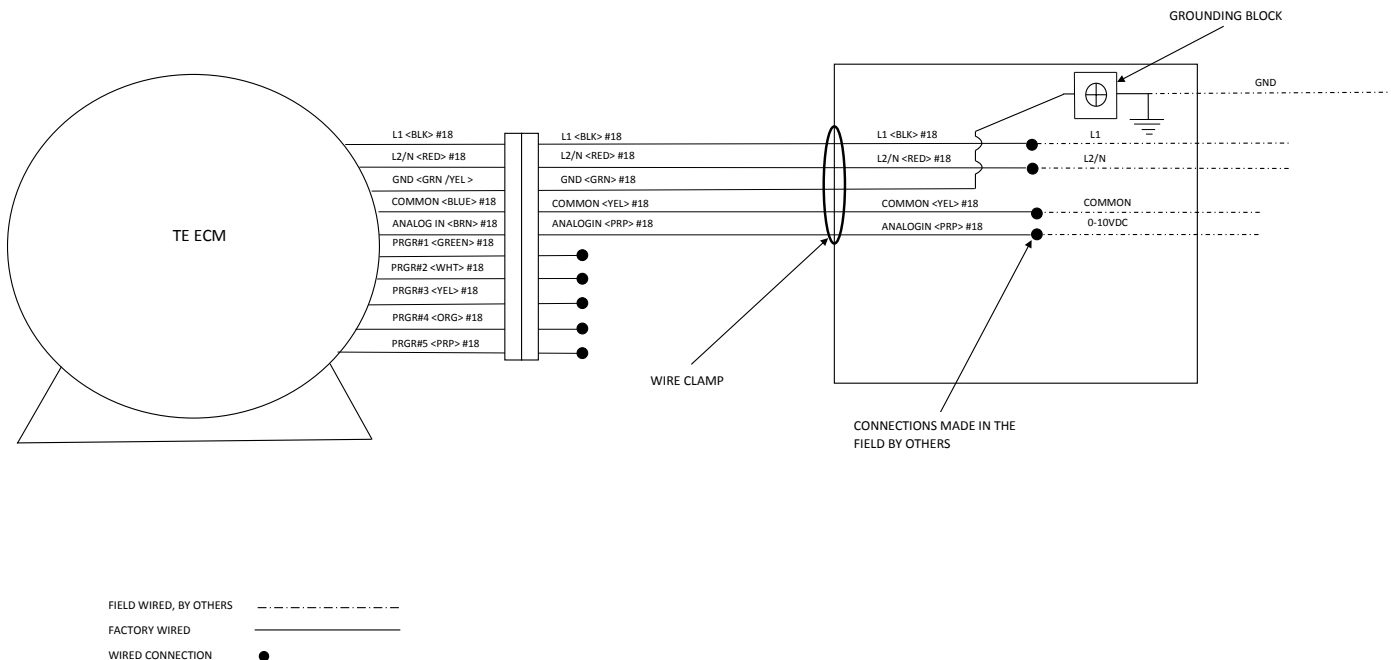 GROUNDING BLOCK
GND
L1 <BLK> #18
L1 <BLK> #18
L1 <BLK> #18
L1
L2/N <RED> #18
L2/N <RED> #18
L2/N <RED> #18
L2/N
GND <GRN /YEL >
GND <GRN> #18
COMMON <BLUE> #18
COMMON <YEL> #18
COMMON <YEL> #18
COMMON
ANALOG IN <BRN> #18
ANALOGIN <PRP> #18
ANALOGIN <PRP> #18
0-10VDC
TE ECM
PRGR#1 <GREEN> #18
PRGR#2 <WHT> #18
PRGR#3 <YEL> #18
PRGR#4 <ORG> #18
PRGR#5 <PRP> #18
WIRE CLAMP
CONNECTIONS MADE IN THE
FIELD BY OTHERS
FIELD WIRED, BY OTHERS
FACTORY WIRED
WIRED CONNECTION